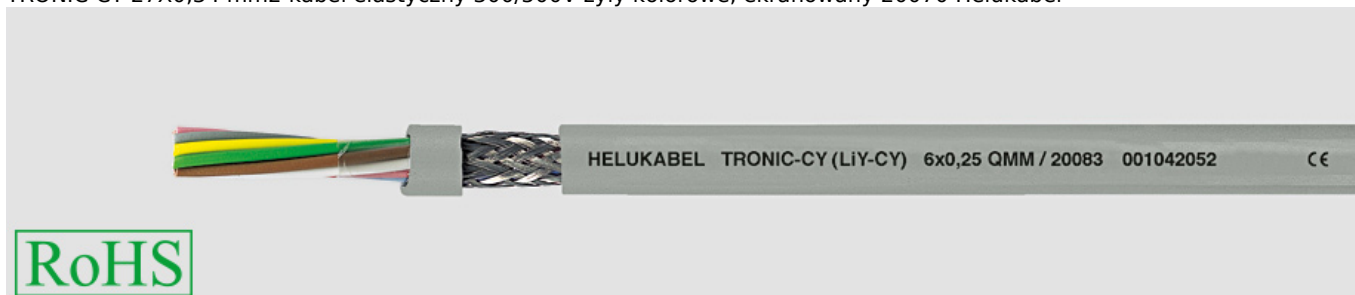 HELUKABEL TRONIC-CY (LiY-CY) 6x0,25 QMM / 20083 001042052 CE
RoHS